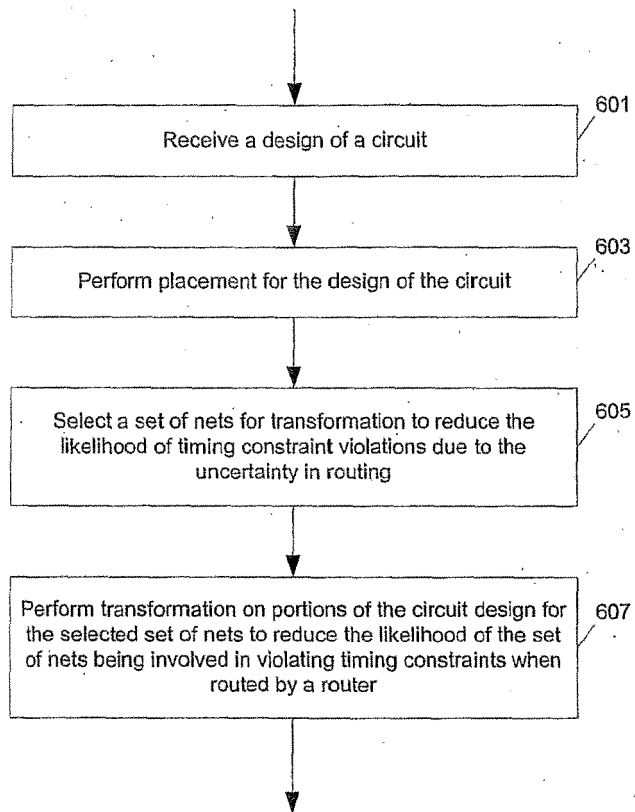 601
Receive a design of a circuit
603
Perform placement for the design of the circuit
605
Select a set of nets for transformation to reduce the
likelihood of timing constraint violations due to the
uncertainty in routing
607
Perform transformation on portions of the circuit design for
the selected set of nets to reduce the likelihood of the set
of nets being involved in violating timing constraints when
routed by a router